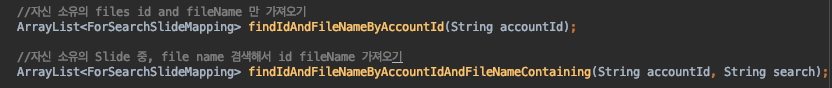 //자신 소유의 files id and fileName 만 가져오기
ArrayList<ForSearchSlideMapping> findIdAndFileNameByAccountId(String accountId);
//자신 소유의 Slide 중, file name 검색해서 id fileName 가져오기
ArrayList<ForSearchSlideMapping> findIdAndFileNameByAccountIdAndFileNameContaining(String accountId, String search);